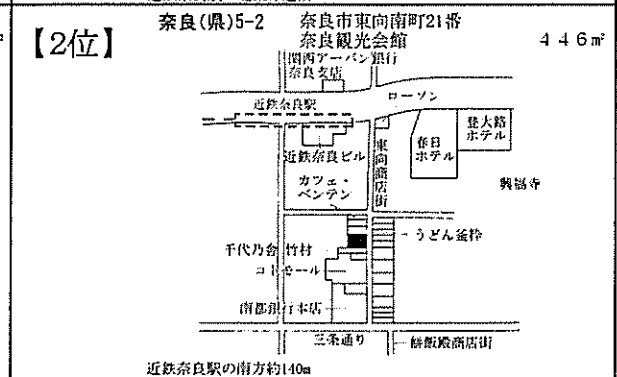 奈良(県)5-2 奈良市東向南町21番
【2位】 奈良観光会館 446㎡
関西アーバン銀行
奈良支店
近鉄奈良駅
ローソン
近鉄奈良ビル
東向商店街
春日
ホテル
登大路
ホテル
興福寺
カフェ・
ベンテン
うどん釜粋
千代乃舎 竹村
コトモール
南都銀行本店
三条通り
餅飯殿商店街
近鉄奈良駅の南方約140m